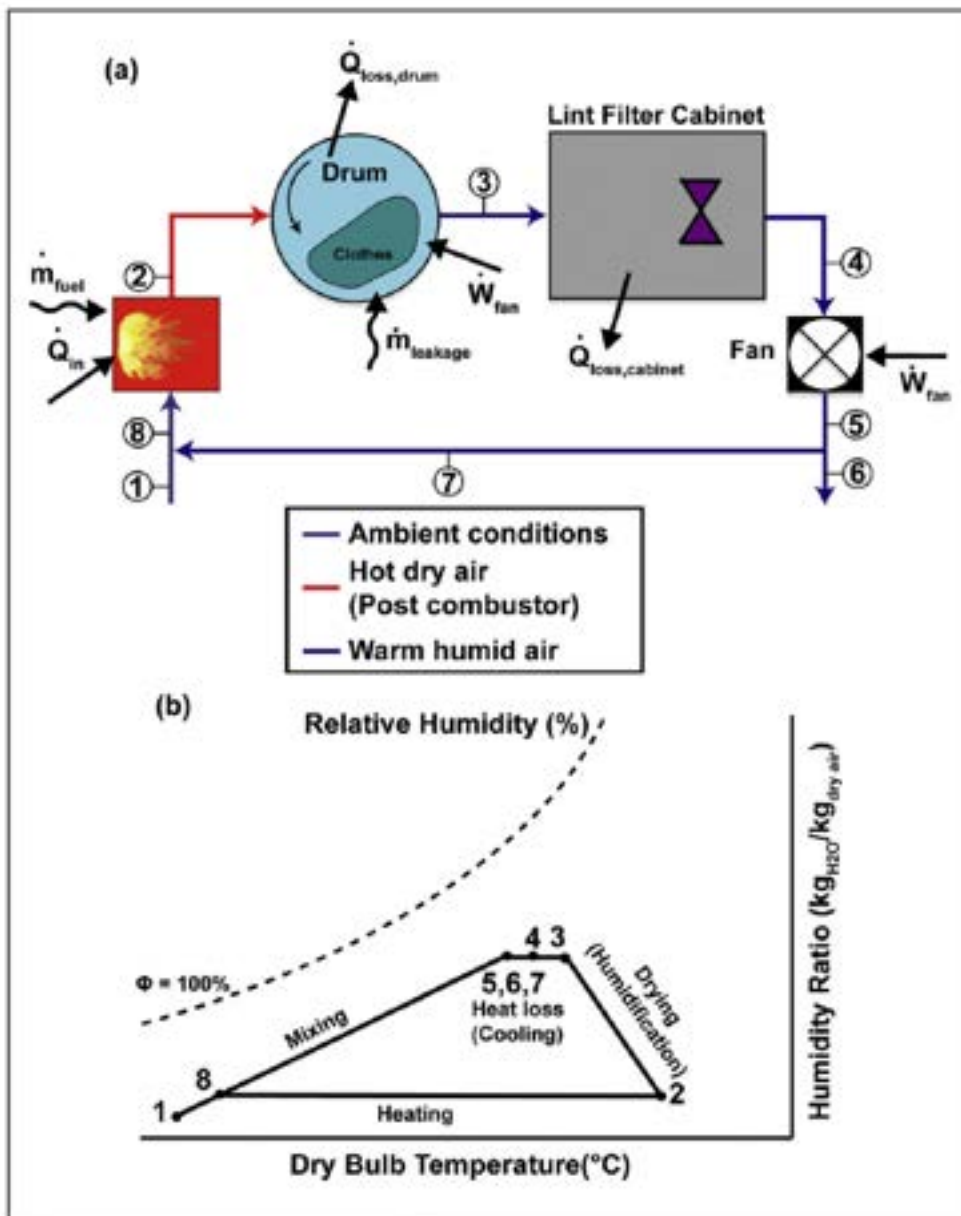 (a)
Q̇loss,drum
Lint Filter Cabinet
Drum
③
Clothes
②
④
ṁfuel
Ẇfan
Q̇in
ṁleakage
Q̇loss,cabinet
Fan
Ẇfan
⑧
⑤
①
⑦
⑥
Ambient conditions
Hot dry air
(Post combustor)
Warm humid air
(b)
Relative Humidity (%)
Humidity Ratio (kgH2O/kgdry air)
Φ = 100%
Mixing
4 3
5,6,7
Heat loss
(Cooling)
Drying
(Humidification)
8
1
2
Heating
Dry Bulb Temperature(°C)